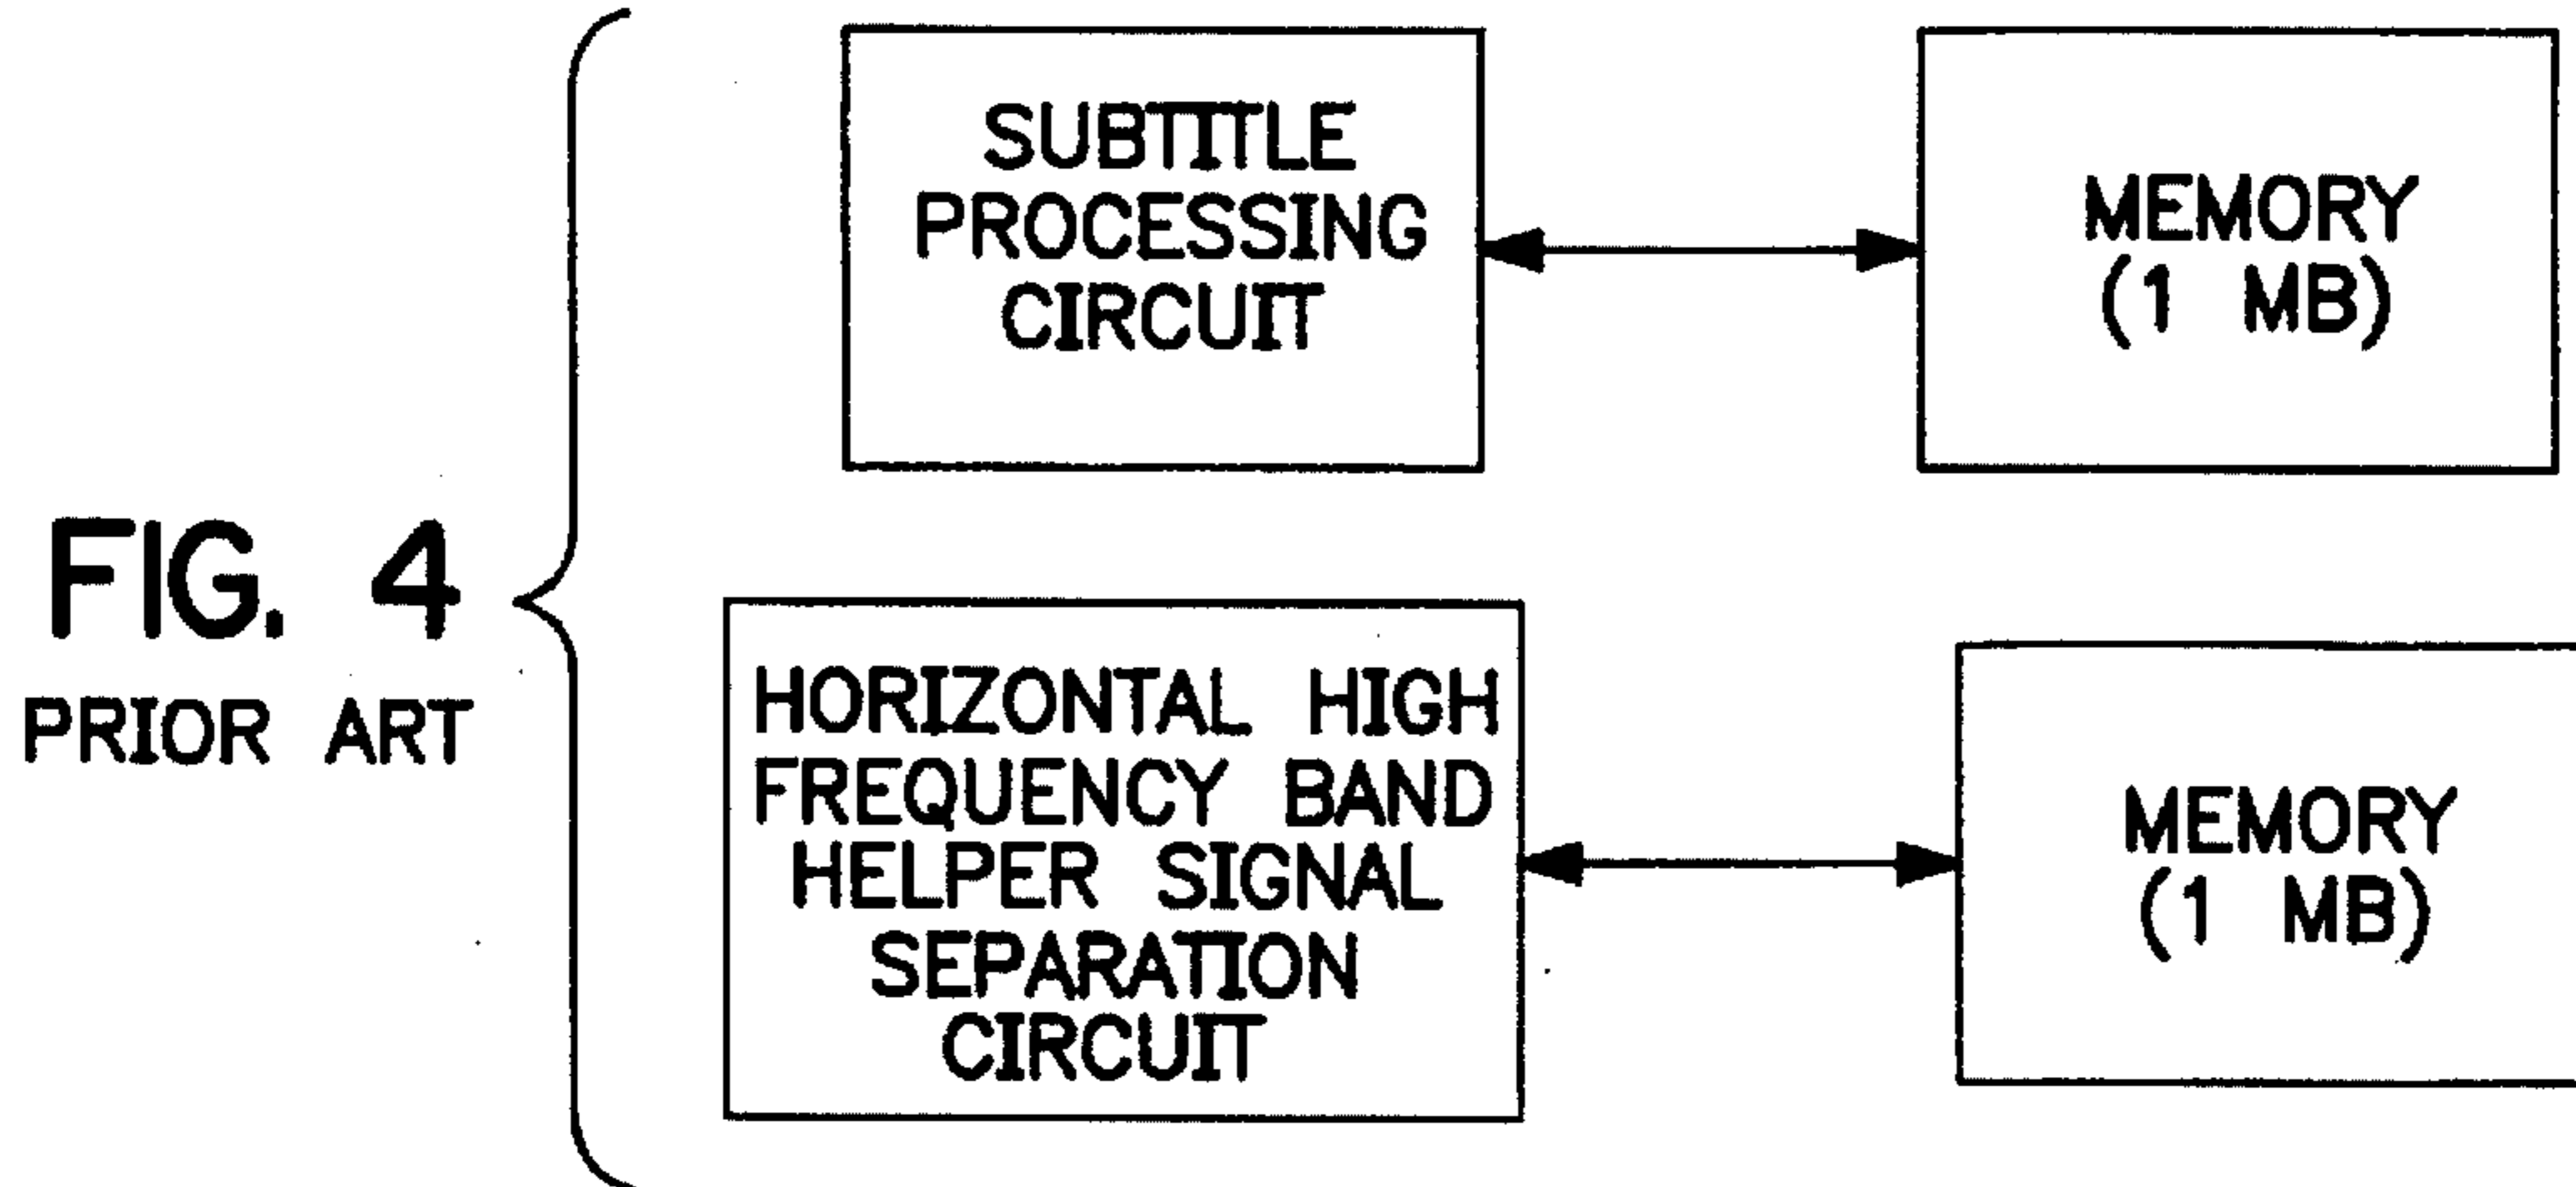 FIG. 4
PRIOR ART
SUBTITLE
PROCESSING
CIRCUIT
MEMORY
(1 MB)
HORIZONTAL HIGH
FREQUENCY BAND
HELPER SIGNAL
SEPARATION
CIRCUIT
MEMORY
(1 MB)